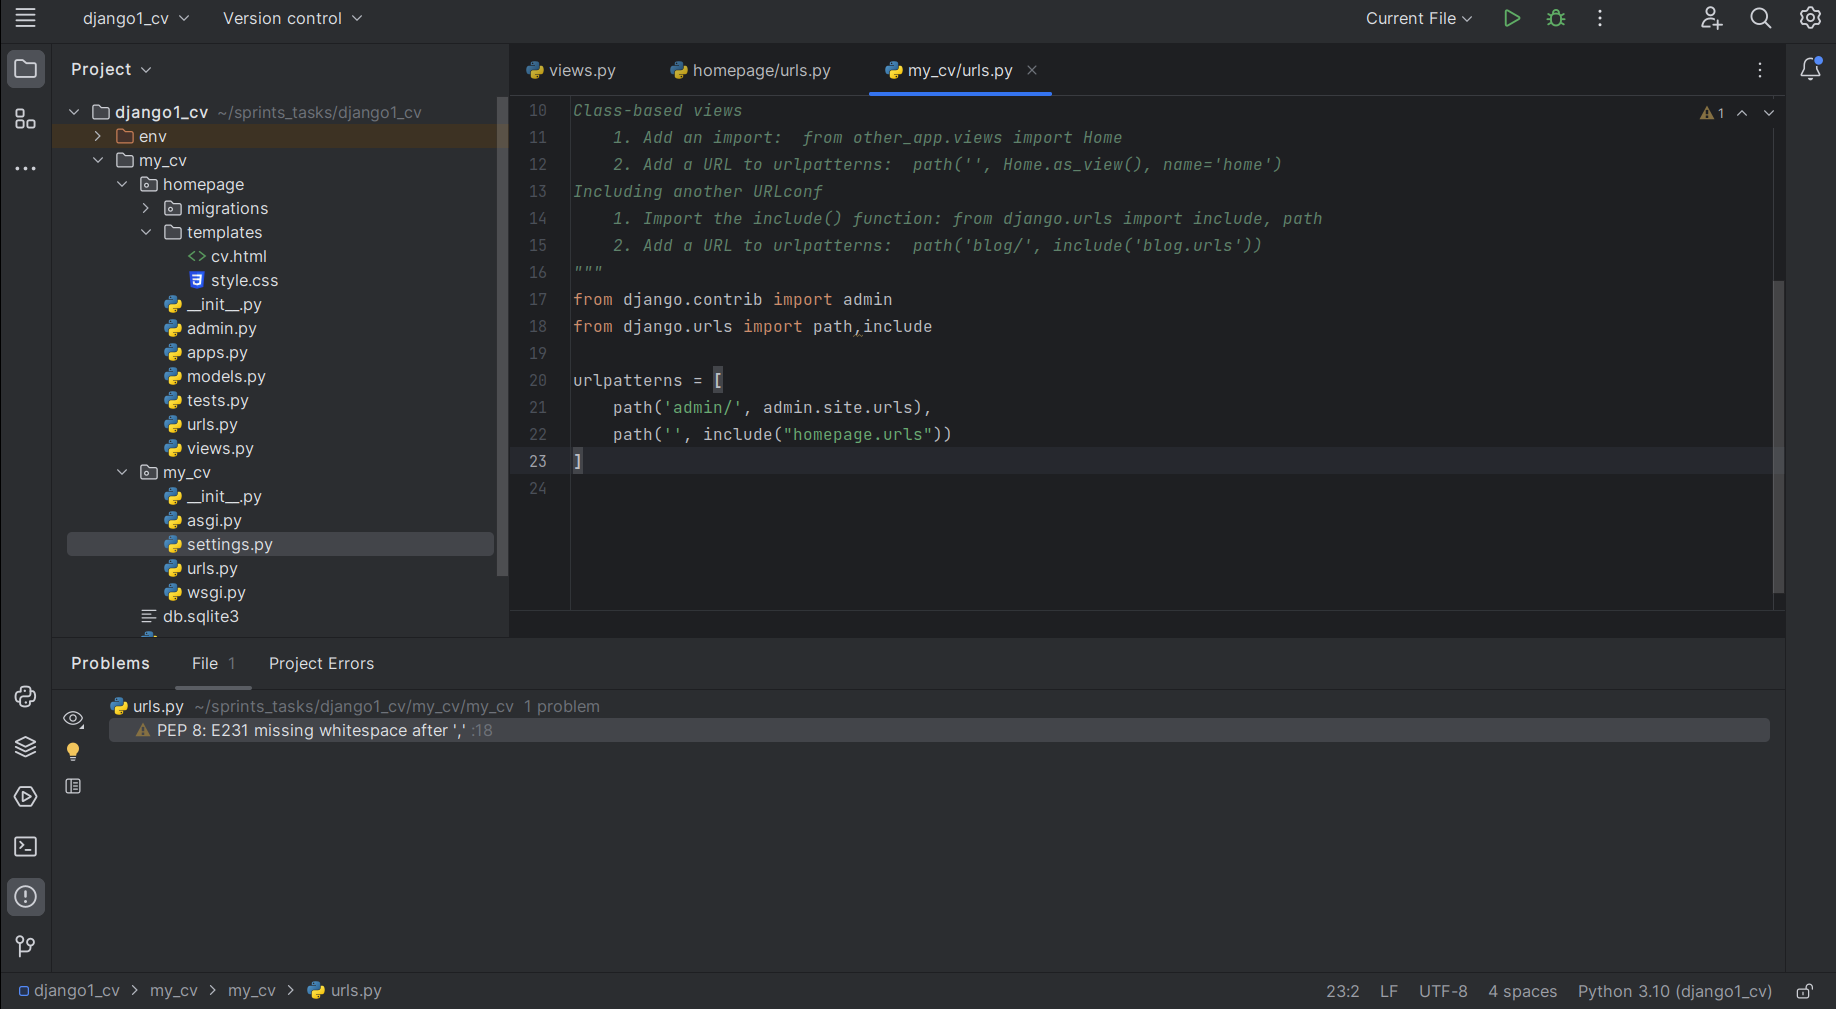 django1_cv Version control Current File
Project
views.py homepage/urls.py my_cv/urls.py
django1_cv ~/sprints_tasks/django1_cv
env
my_cv
homepage
migrations
templates
cv.html
style.css
__init__.py
admin.py
apps.py
models.py
tests.py
urls.py
views.py
my_cv
__init__.py
asgi.py
settings.py
urls.py
wsgi.py
db.sqlite3
10 Class-based views
11     1. Add an import:  from other_app.views import Home
12     2. Add a URL to urlpatterns:  path('', Home.as_view(), name='home')
13 Including another URLconf
14     1. Import the include() function: from django.urls import include, path
15     2. Add a URL to urlpatterns:  path('blog/', include('blog.urls'))
16 """
17 from django.contrib import admin
18 from django.urls import path,include
19
20 urlpatterns = [
21     path('admin/', admin.site.urls),
22     path('', include("homepage.urls"))
23 ]
24
1
Problems File 1 Project Errors
urls.py ~/sprints_tasks/django1_cv/my_cv/my_cv 1 problem
PEP 8: E231 missing whitespace after ',' :18
django1_cv > my_cv > my_cv > urls.py
23:2 LF UTF-8 4 spaces Python 3.10 (django1_cv)